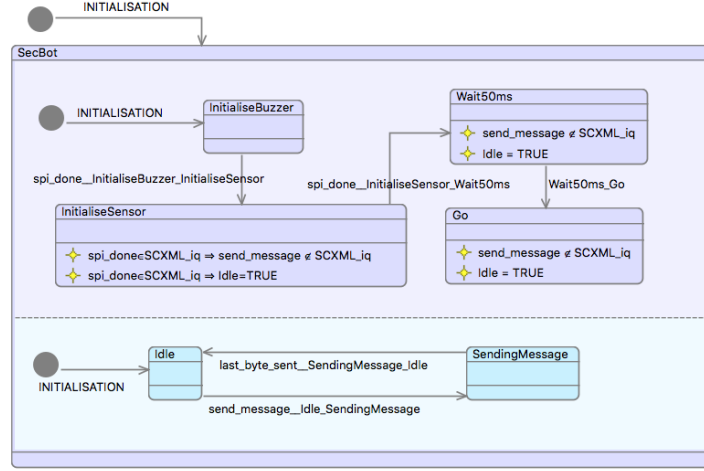 INITIALISATION
SecBot
INITIALISATION
InitialiseBuzzer
Wait50ms
send_message ∉ SCXML_iq
Idle = TRUE
spi_done__InitialiseBuzzer_InitialiseSensor
spi_done__InitialiseSensor_Wait50ms
Wait50ms_Go
InitialiseSensor
spi_done∈SCXML_iq ⇒ send_message ∉ SCXML_iq
spi_done∈SCXML_iq ⇒ Idle=TRUE
Go
send_message ∉ SCXML_iq
Idle = TRUE
INITIALISATION
Idle
SendingMessage
last_byte_sent__SendingMessage_Idle
send_message__Idle_SendingMessage